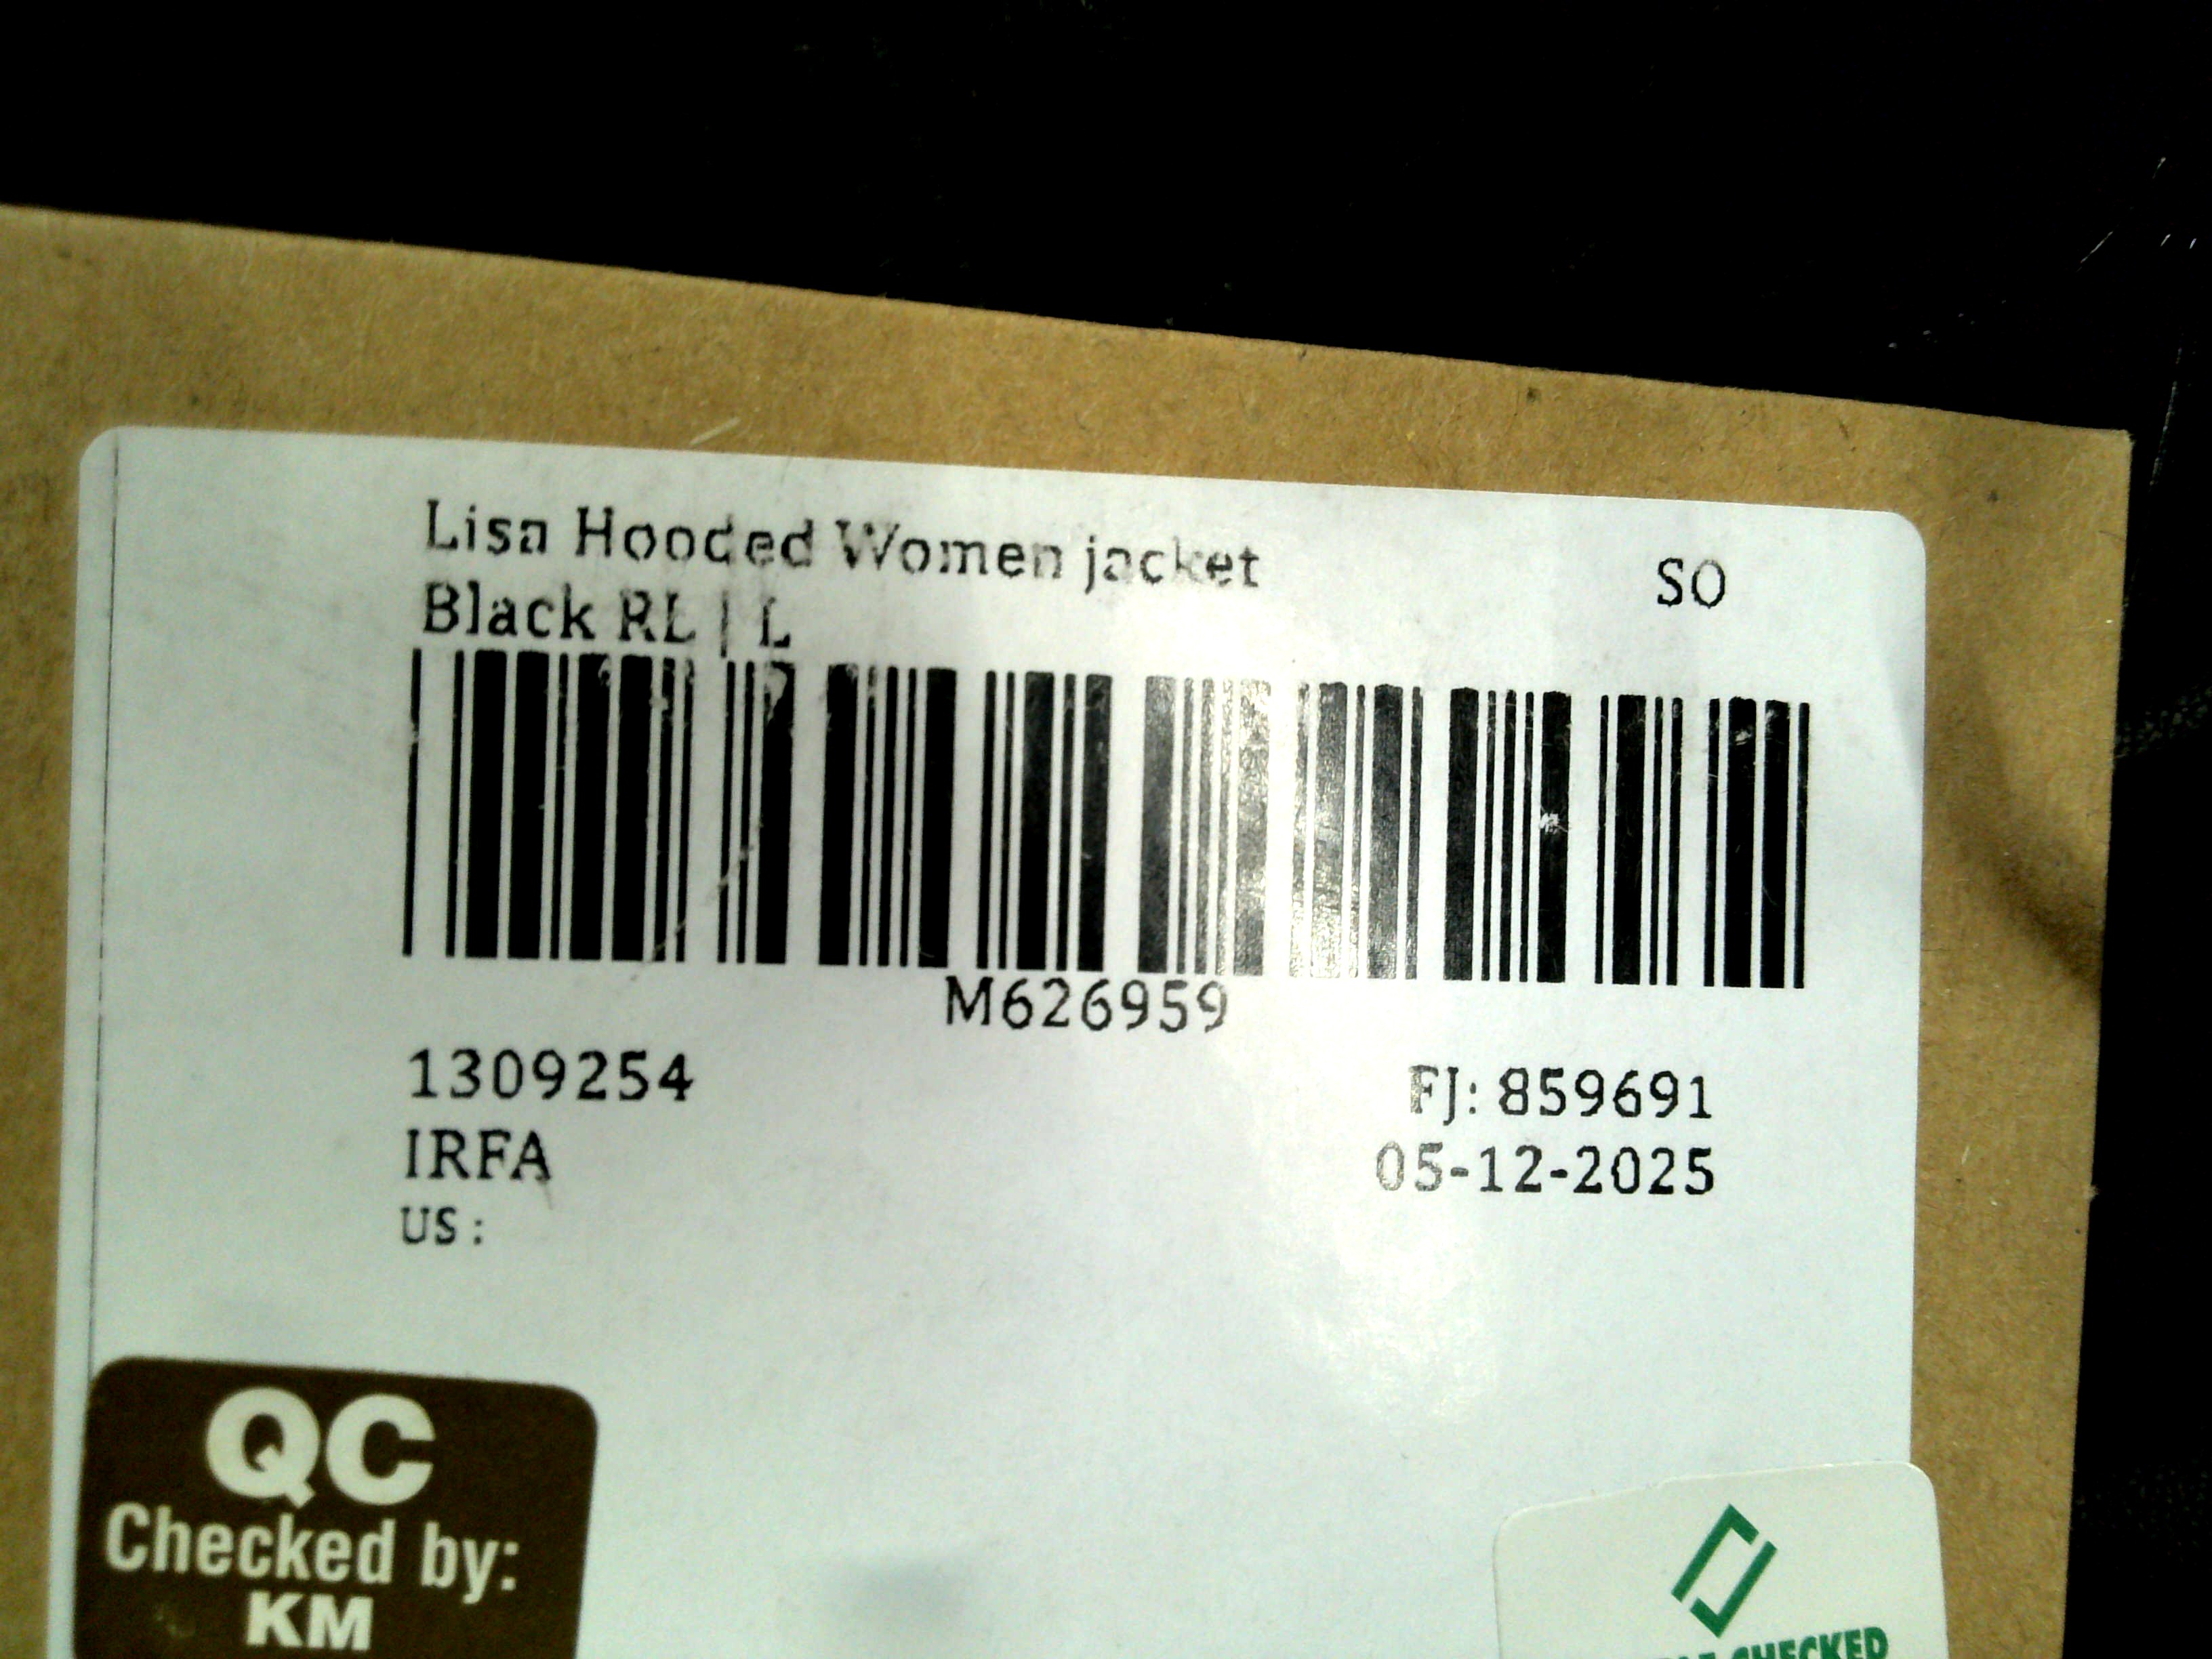 Lisa Hooded Women jacket
SO
Black RL | L
M626959
1309254
FJ: 859691
IRFA
05-12-2025
US :
QC
Checked by:
KM
CHECKED